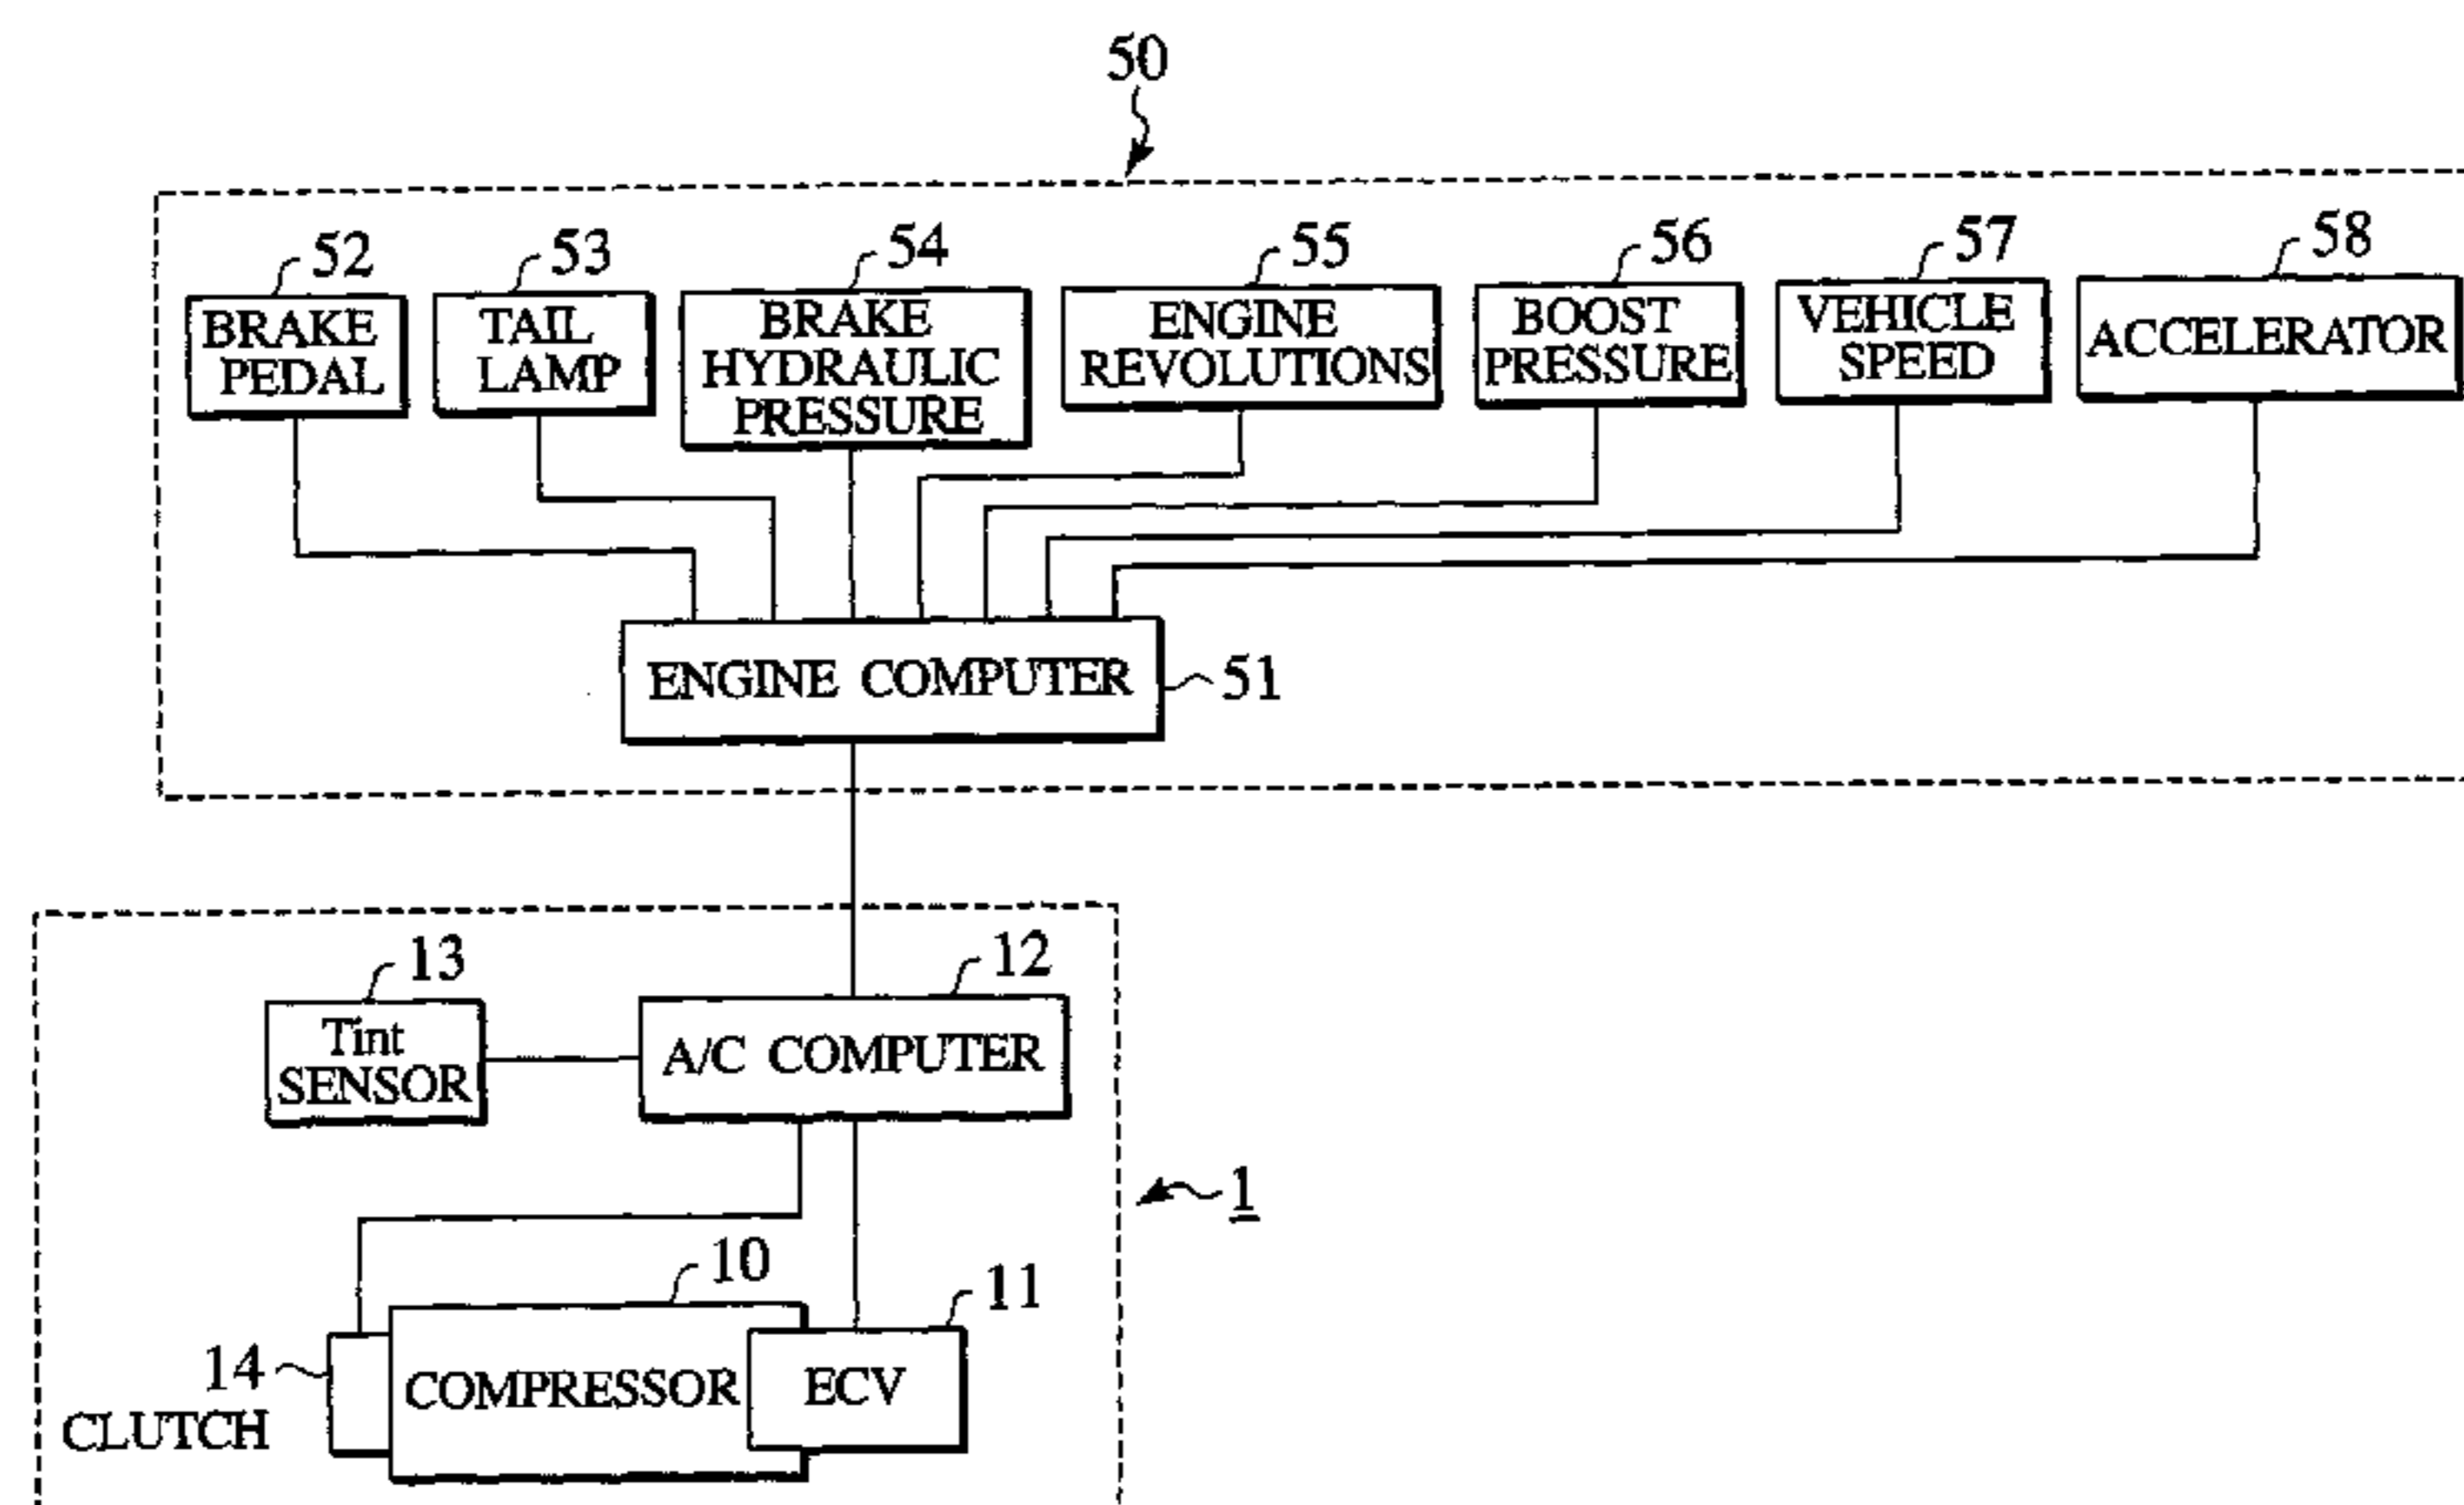 50
52
53
54
55
56
57
58
BRAKE
PEDAL
TAIL
LAMP
BRAKE
HYDRAULIC
PRESSURE
ENGINE
REVOLUTIONS
BOOST
PRESSURE
VEHICLE
SPEED
ACCELERATOR
ENGINE COMPUTER
51
13
12
Tint
SENSOR
A/C COMPUTER
1
10
11
14
CLUTCH
COMPRESSOR
ECV